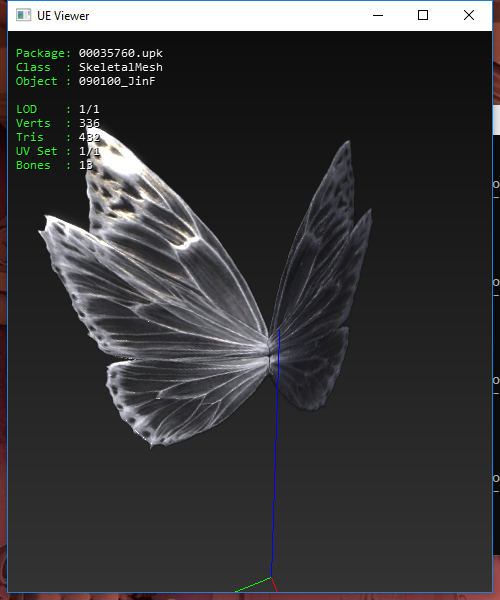 UE Viewer
Package: 00035760.upk
Class : SkeletalMesh
Object : 090100_JinF
LOD : 1/1
Verts : 336
Tris : 432
UV Set : 1/1
Bones : 13